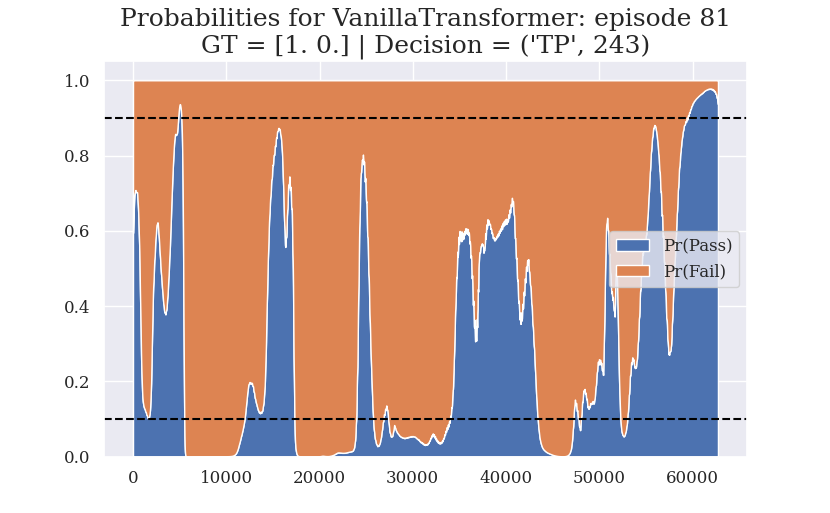 Probabilities for VanillaTransformer: episode 81
GT = [1. 0.] | Decision = ('TP', 243)
1.0
0.8
0.6
0.4
0.2
0.0
Pr(Pass)
Pr(Fail)
0 10000 20000 30000 40000 50000 60000